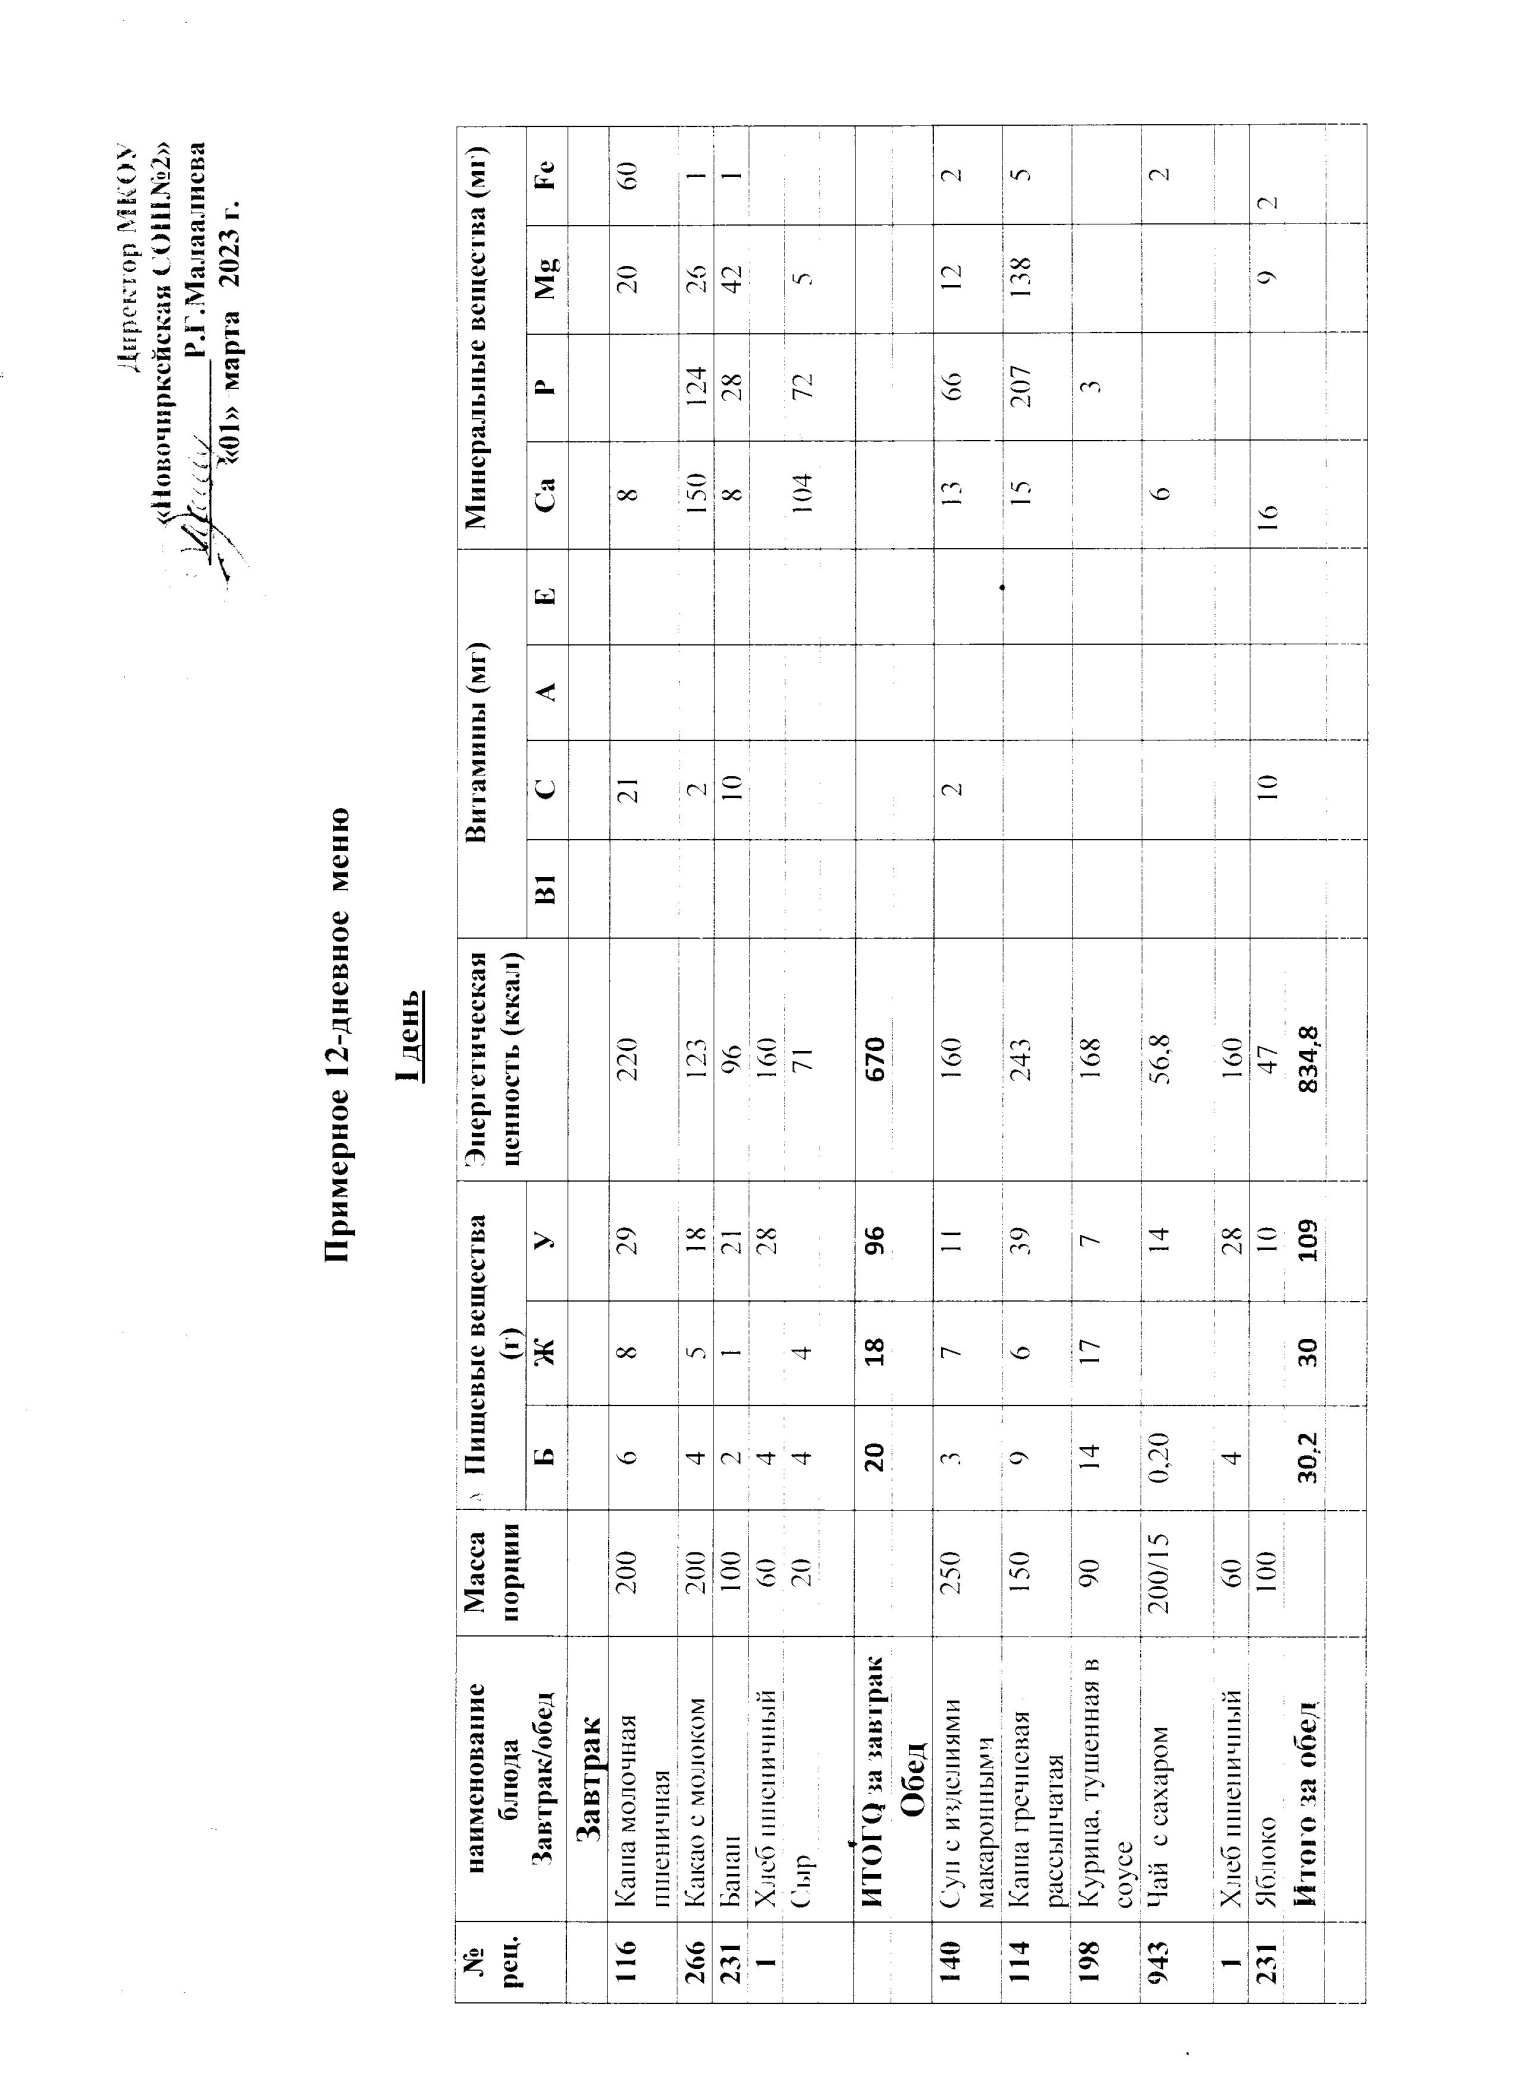 Директор МКОУ
«Новочиркейская СОШ№2»
Р.Г.Малаалиева
«01» марта 2023 г.
Примерное 12-дневное меню
I день
№ рец. наименование блюда Завтрак/обед Масса порции Пищевые вещества (г) Энергетическая ценность (ккал) Витамины (мг) Минеральные вещества (мг)
Б Ж У В1 С А Е Ca P Mg Fe
Завтрак
116 Каша молочная пшеничная 200 6 8 29 220 21 8 20 60
266 Какао с молоком 200 4 5 18 123 2 150 124 26 1
231 Банан 100 2 1 21 96 10 8 28 42 1
1 Хлеб пшеничный 60 4 28 160
Сыр 20 4 4 71 104 72 5
ИТОГО за завтрак 20 18 96 670
Обед
140 Суп с изделиями макаронными 250 3 7 11 160 2 13 66 12 2
114 Каша гречневая рассыпчатая 150 9 6 39 243 15 207 138 5
198 Курица, тушенная в соусе 90 14 17 7 168 3
943 Чай с сахаром 200/15 0,20 14 56,8 6 2
1 Хлеб пшеничный 60 4 28 160
231 Яблоко 100 10 47 10 16 9 2
Итого за обед 30,2 30 109 834,8